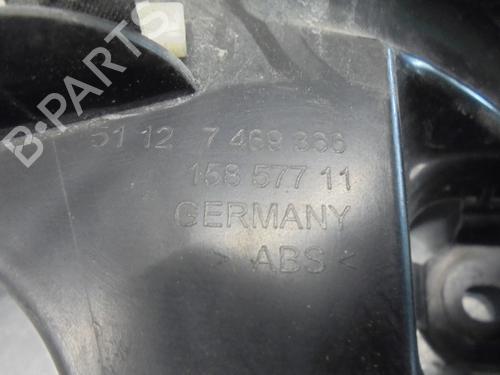 B-PARTS
51 12 7 469 366
158 577 11
GERMANY
> ABS <